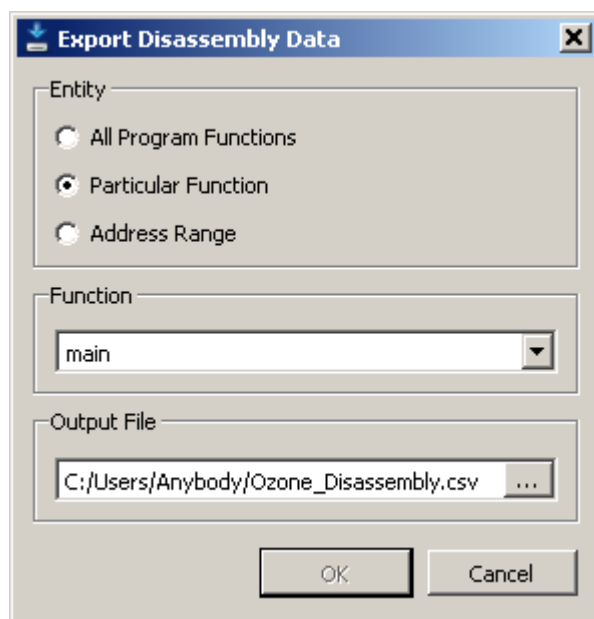 Export Disassembly Data
Entity
All Program Functions
Particular Function
Address Range
Function
main
Output File
C:/Users/Anybody/Ozone_Disassembly.csv ...
OK Cancel